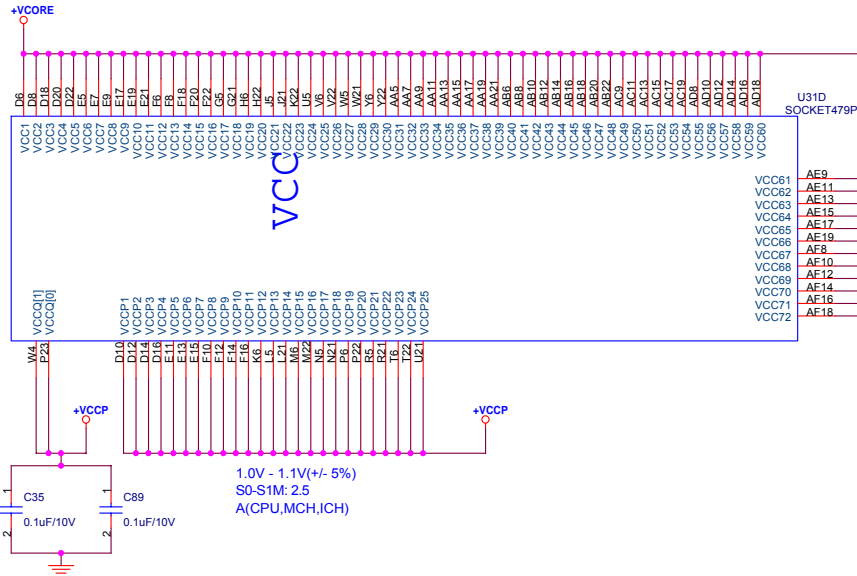 +VCORE
D6 D8 D18 D20 D22 E5 E7 E9 E17 E19 E21 F6 F8 F18 F20 F22 G5 G21 H6 H22 J5 J21 K22 U5 V6 V22 W5 W21 Y6 Y22 AA5 AA7 AA9 AA11 AA13 AA15 AA17 AA19 AA21 AB6 AB8 AB10 AB12 AB14 AB16 AB18 AB20 AB22 AC9 AC11 AC13 AC15 AC17 AC19 AD8 AD10 AD12 AD14 AD16 AD18
U31D
SOCKET479P
VCC1 VCC2 VCC3 VCC4 VCC5 VCC6 VCC7 VCC8 VCC9 VCC10 VCC11 VCC12 VCC13 VCC14 VCC15 VCC16 VCC17 VCC18 VCC19 VCC20 VCC21 VCC22 VCC23 VCC24 VCC25 VCC26 VCC27 VCC28 VCC29 VCC30 VCC31 VCC32 VCC33 VCC34 VCC35 VCC36 VCC37 VCC38 VCC39 VCC40 VCC41 VCC42 VCC43 VCC44 VCC45 VCC46 VCC47 VCC48 VCC49 VCC50 VCC51 VCC52 VCC53 VCC54 VCC55 VCC56 VCC57 VCC58 VCC59 VCC60
VCC
VCC61 AE9
VCC62 AE11
VCC63 AE13
VCC64 AE15
VCC65 AE17
VCC66 AE19
VCC67 AF8
VCC68 AF10
VCC69 AF12
VCC70 AF14
VCC71 AF16
VCC72 AF18
VCCQ[1] VCCQ[0]
VCCP1 VCCP2 VCCP3 VCCP4 VCCP5 VCCP6 VCCP7 VCCP8 VCCP9 VCCP10 VCCP11 VCCP12 VCCP13 VCCP14 VCCP15 VCCP16 VCCP17 VCCP18 VCCP19 VCCP20 VCCP21 VCCP22 VCCP23 VCCP24 VCCP25
W4 P23
D10 D12 D14 D16 E11 E13 E15 F10 F12 F14 F16 K6 L5 L21 M6 M22 N5 N21 P6 P22 R5 R21 T6 T22 U21
+VCCP
+VCCP
1.0V - 1.1V(+/- 5%)
S0-S1M: 2.5
A(CPU,MCH,ICH)
1
C35
0.1uF/10V
2
1
C89
0.1uF/10V
2